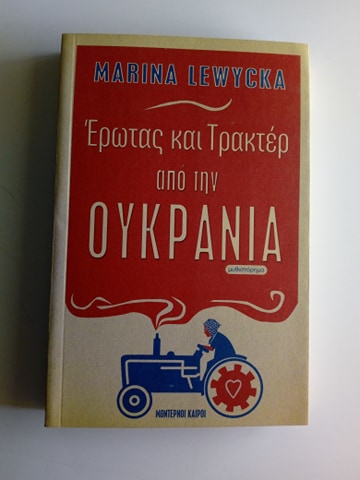 MARINA LEWYCKA
Έρωτας και Τρακτέρ
από την
ΟΥΚΡΑΝΙΑ
μυθιστόρημα
ΜΟΝΤΕΡΝΟΙ ΚΑΙΡΟΙ